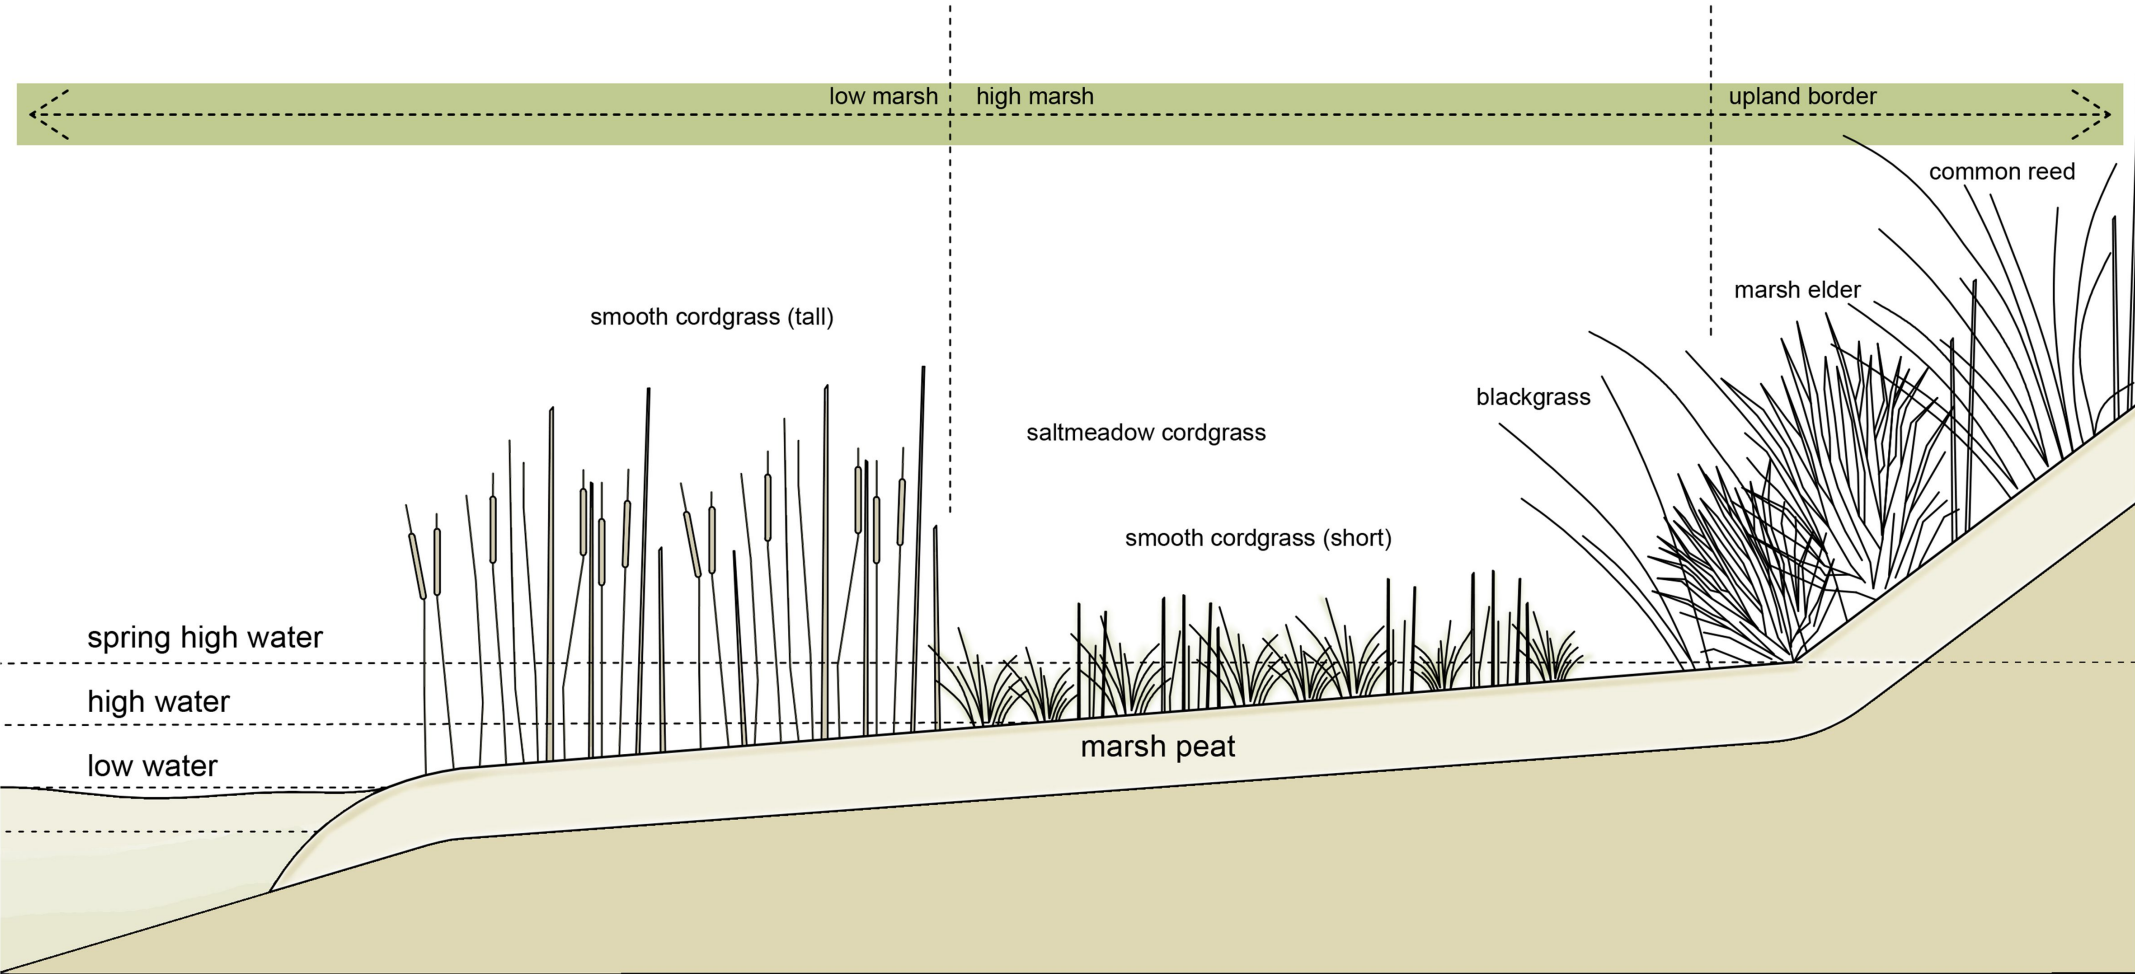 low marsh
high marsh
upland border
common reed
marsh elder
smooth cordgrass (tall)
blackgrass
saltmeadow cordgrass
smooth cordgrass (short)
spring high water
high water
low water
marsh peat